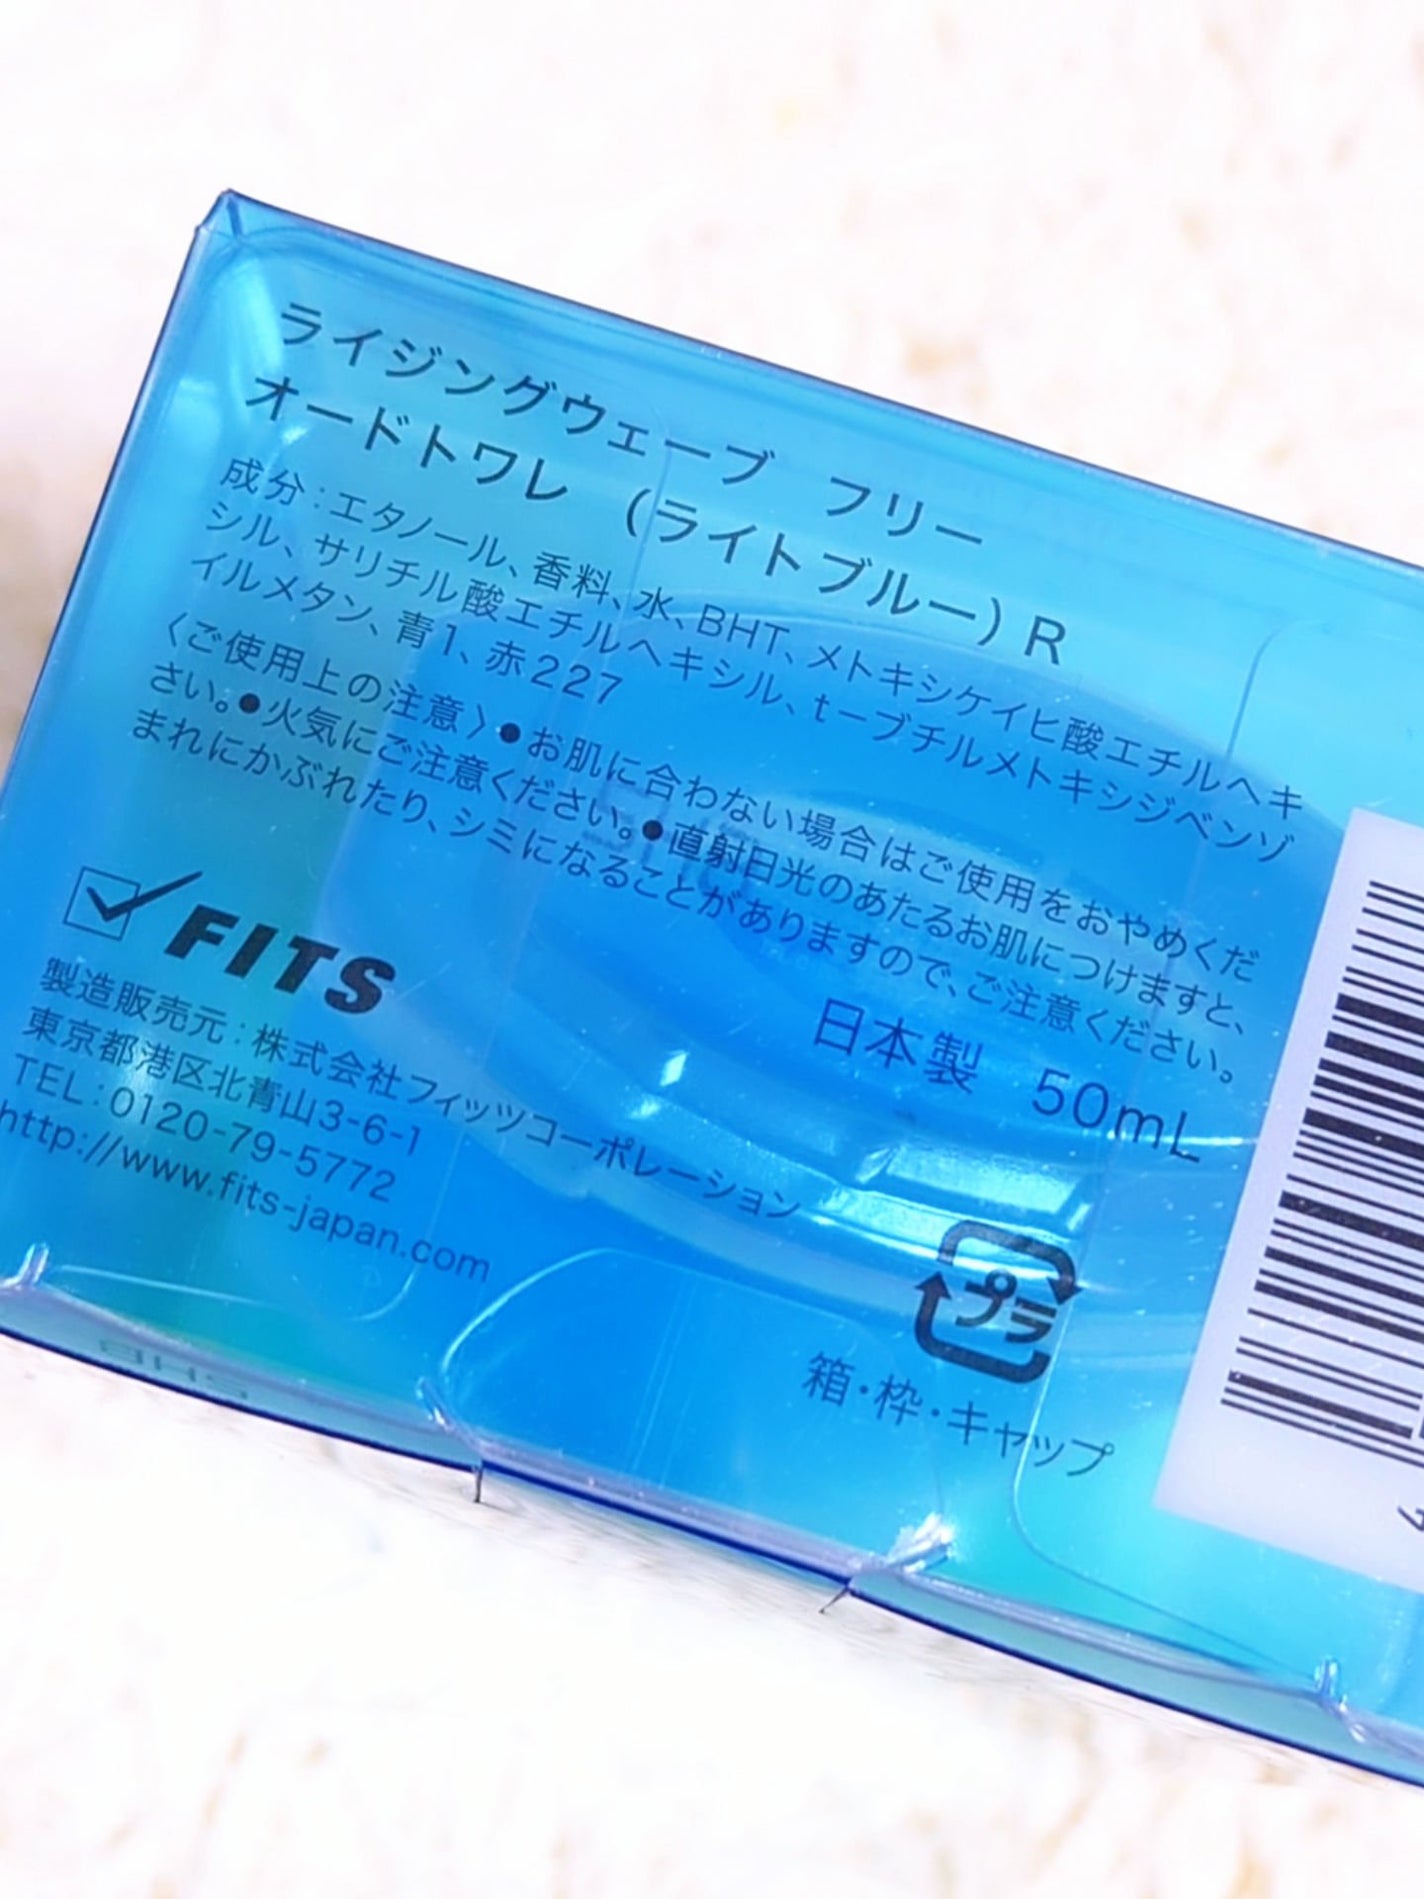 ライジングウェーブ フリー
オードトワレ (ライトブルー) R
成分:エタノール、香料、水、BHT、メトキシケイヒ酸エチルヘキ
シル、サリチル酸エチルヘキシル、t-ブチルメトキシジベンゾ
イルメタン、青1、赤227
〈ご使用上の注意〉●お肌に合わない場合はご使用をおやめくだ
さい。●火気にご注意ください。●直射日光のあたるお肌につけますと、
まれにかぶれたり、シミになることがありますので、ご注意ください。
日本製 50mL
FITS
製造販売元:株式会社フィッツコーポレーション
東京都港区北青山3-6-1
TEL:0120-79-5772
http://www.fits-japan.com
プラ
箱・枠・キャップ